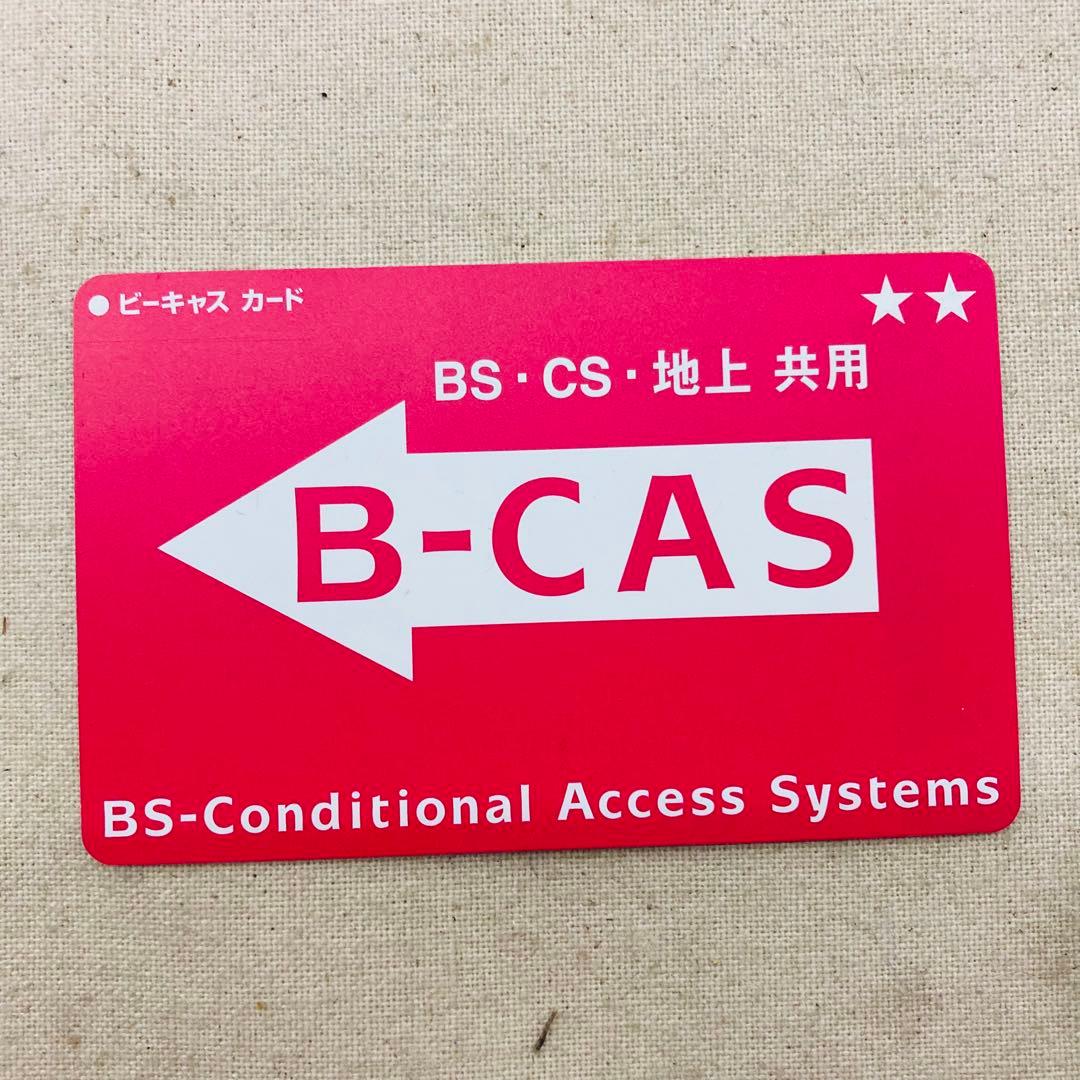 ●ビーキャス カード
★★
BS・CS・地上 共用
B-CAS
BS-Conditional Access Systems